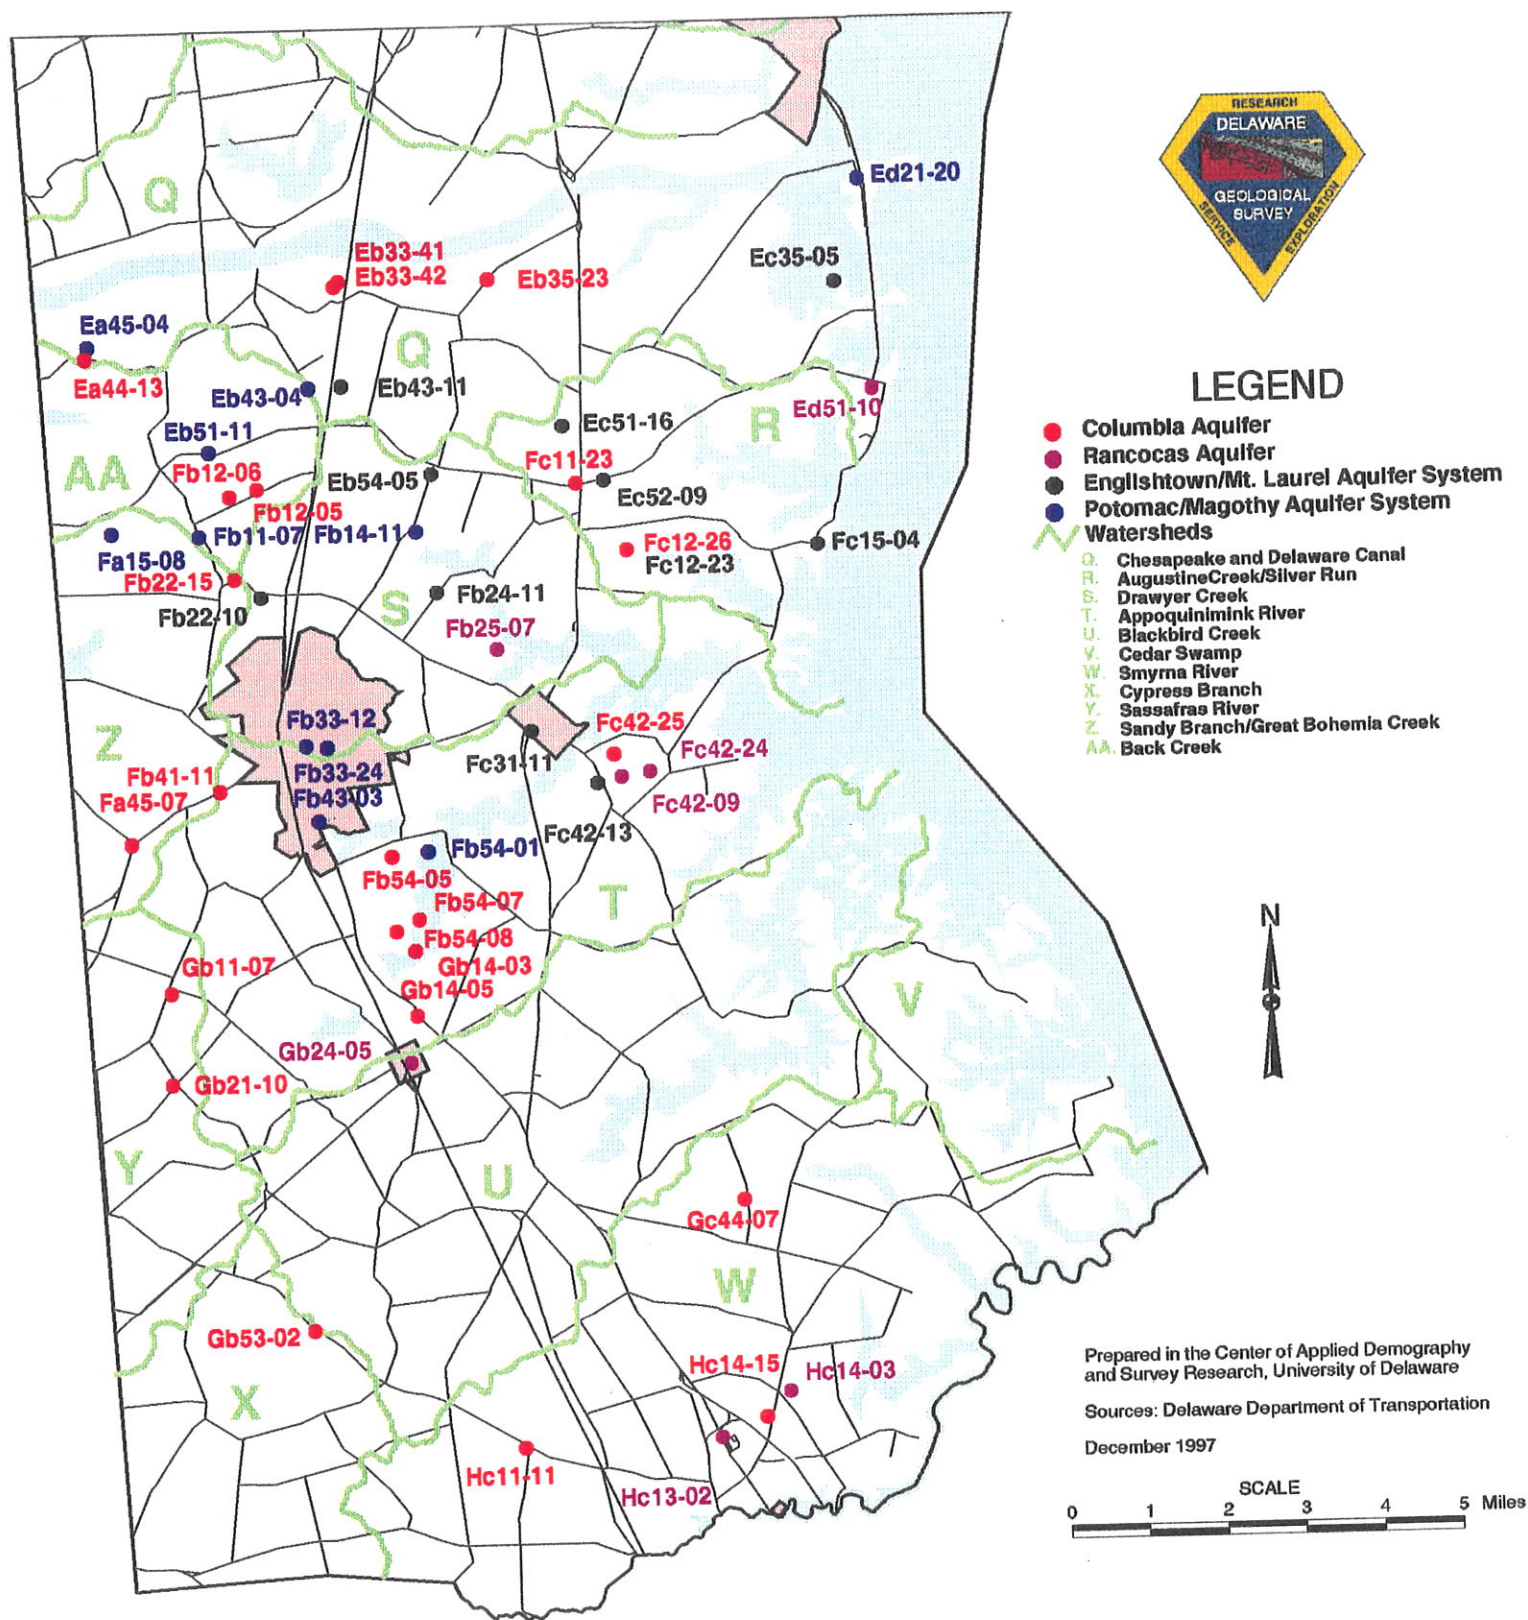 RESEARCH
DELAWARE
GEOLOGICAL
SURVEY
SERVICE
EXPLORATION
Q
Ed21-20
Ec35-05
Eb33-41
Eb33-42
Eb35-23
Ea45-04
Ea44-13
Q
Eb43-04
Eb43-11
Ed51-10
R
Ec51-16
Eb51-11
AA
Fb12-06
Fb12-05
Eb54-05
Fc11-23
Ec52-09
Fa15-08
Fb11-07
Fb14-11
Fc12-26
Fc12-23
Fc15-04
Fb22-15
Fb22-10
S
Fb24-11
Fb25-07
Z
Fb33-12
Fb33-24
Fb43-03
Fc31-11
Fc42-25
Fc42-24
Fc42-09
Fc42-13
Fb41-11
Fa45-07
Fb54-01
Fb54-05
Fb54-07
Fb54-08
T
Gb14-03
Gb14-05
Gb11-07
V
Gb24-05
Gb21-10
Y
U
Gc44-07
W
Gb53-02
X
Hc14-15
Hc14-03
Hc11-11
Hc13-02
LEGEND
Columbia Aquifer
Rancocas Aquifer
Englishtown/Mt. Laurel Aquifer System
Potomac/Magothy Aquifer System
Watersheds
Q. Chesapeake and Delaware Canal
R. AugustineCreek/Silver Run
S. Drawyer Creek
T. Appoquinimink River
U. Blackbird Creek
V. Cedar Swamp
W. Smyrna River
X. Cypress Branch
Y. Sassafras River
Z. Sandy Branch/Great Bohemia Creek
AA. Back Creek
N
Prepared in the Center of Applied Demography
and Survey Research, University of Delaware
Sources: Delaware Department of Transportation
December 1997
SCALE
0 1 2 3 4 5 Miles